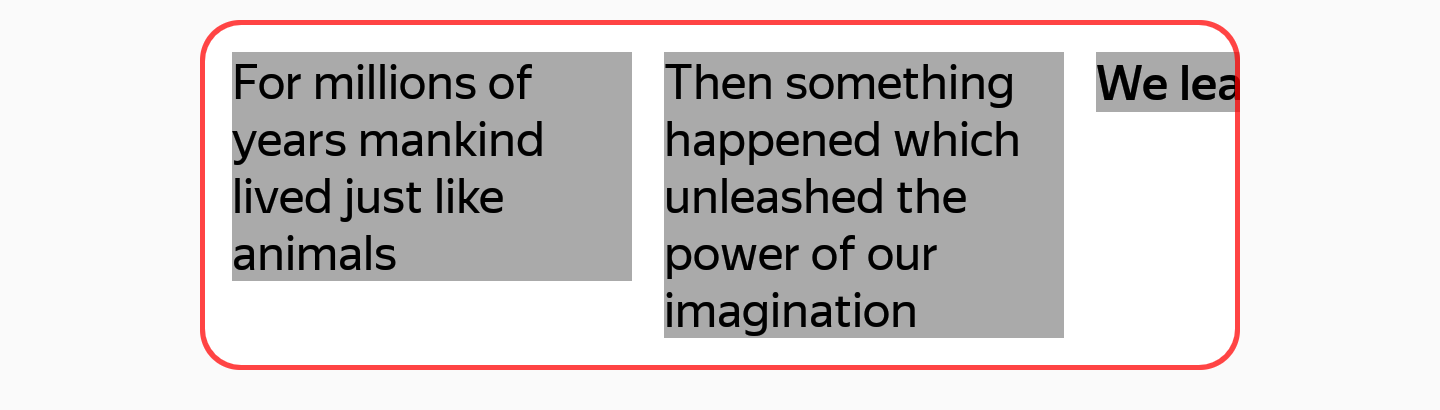 For millions of
years mankind
lived just like
animals
Then something
happened which
unleashed the
power of our
imagination
We lea